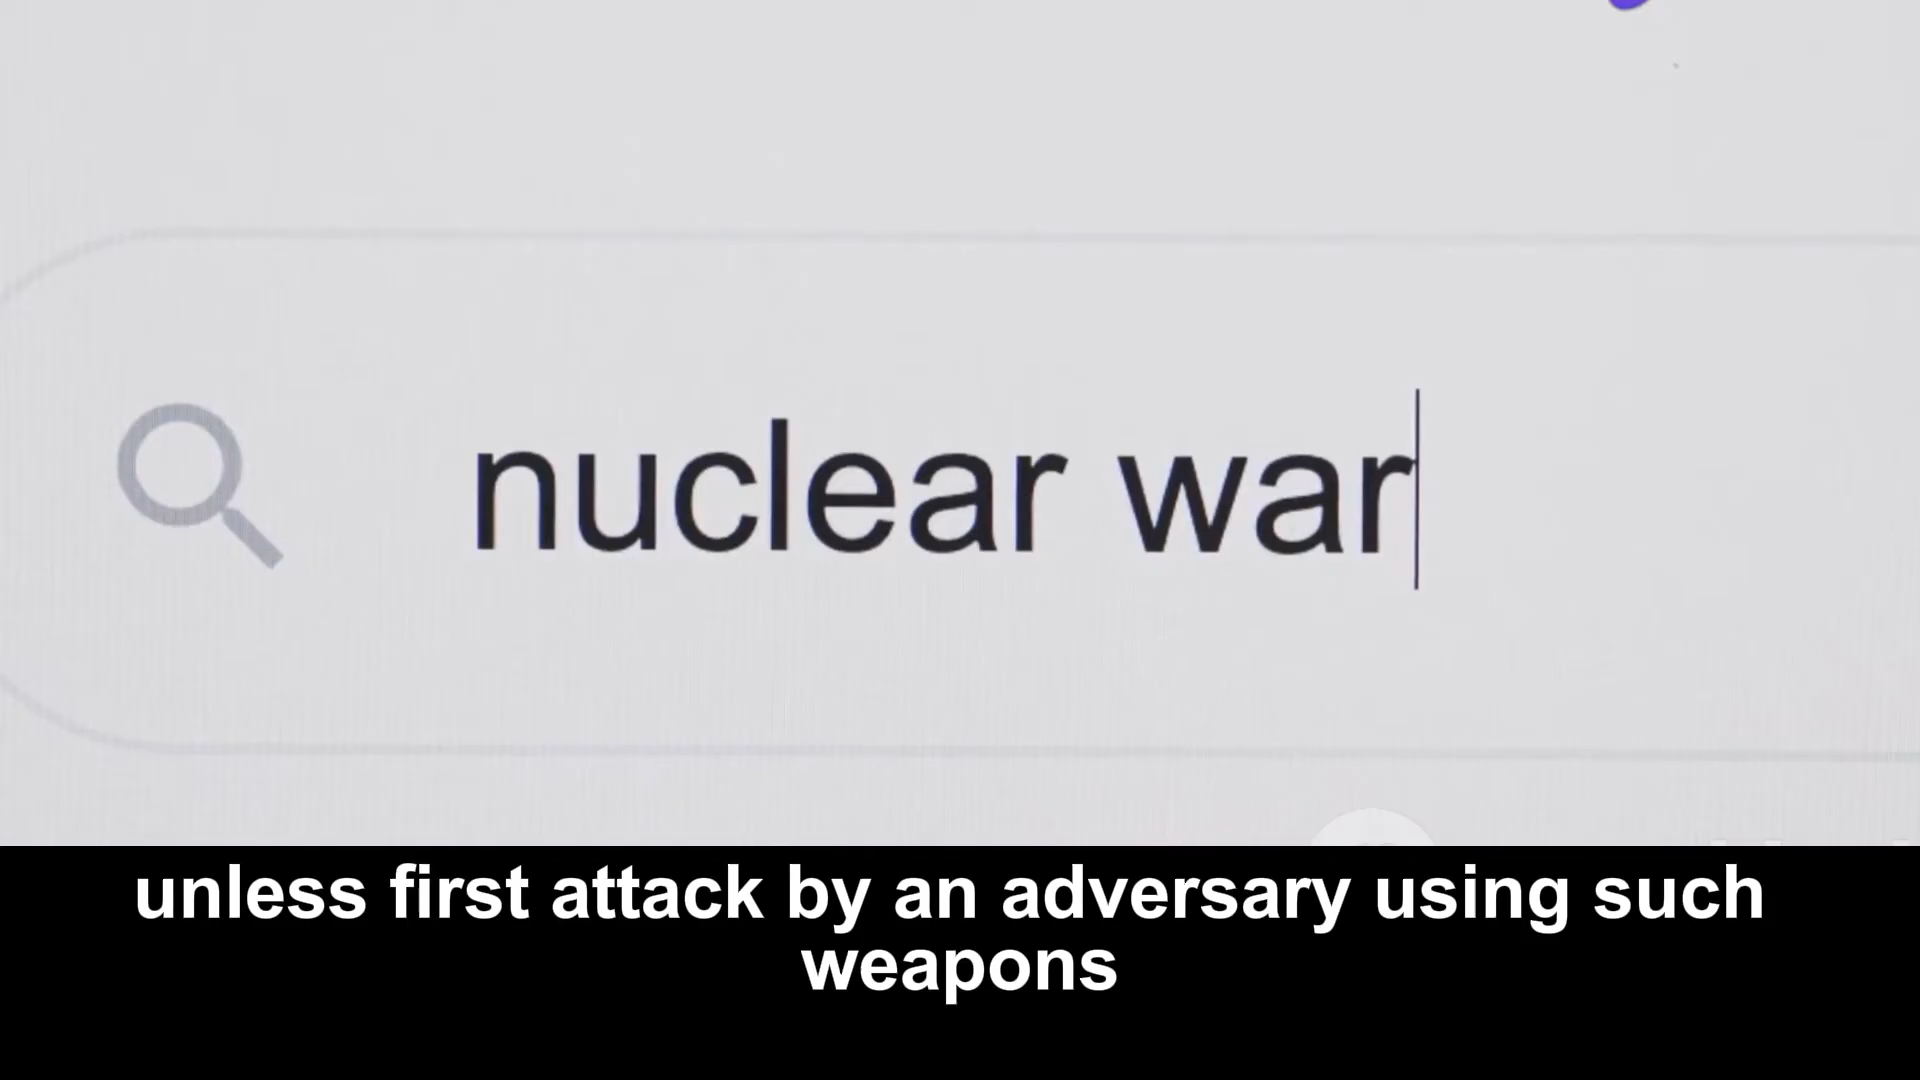 nuclear war
unless first attack by an adversary using such
weapons